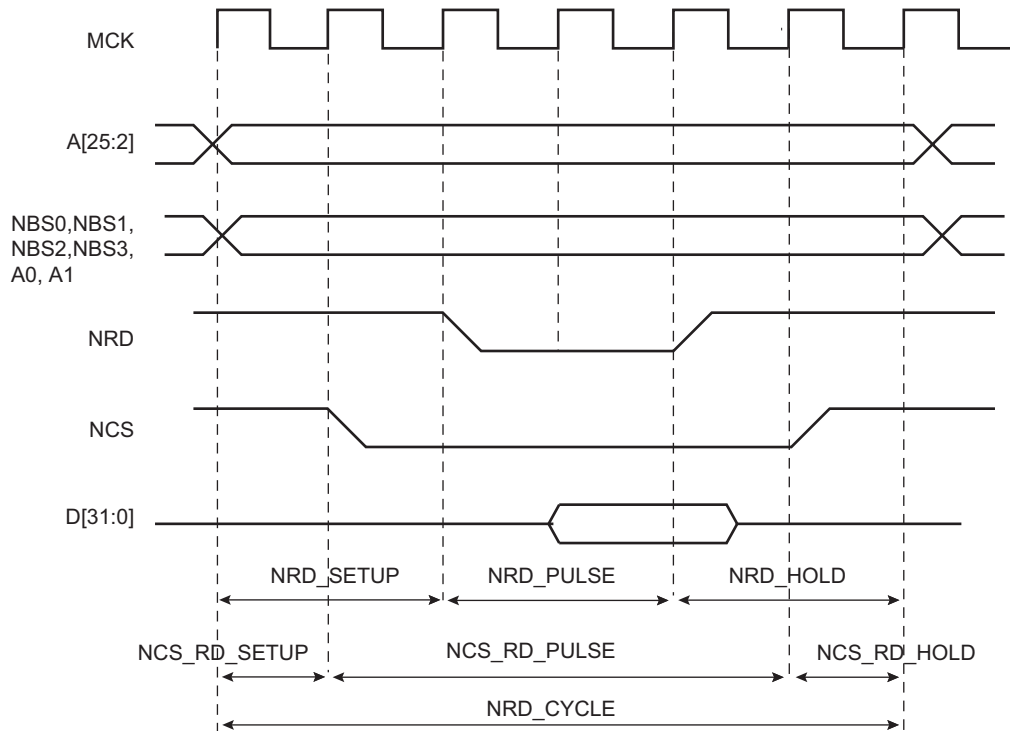 MCK
A[25:2]
NBS0,NBS1,
NBS2,NBS3,
A0, A1
NRD
NCS
D[31:0]
NRD_SETUP
NRD_PULSE
NRD_HOLD
NCS_RD_SETUP
NCS_RD_PULSE
NCS_RD_HOLD
NRD_CYCLE